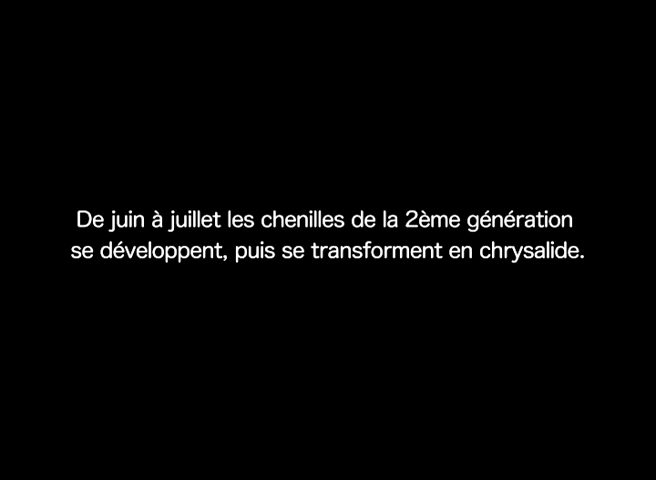 De juin à juillet les chenilles de la 2ème génération
se développent, puis se transforment en chrysalide.